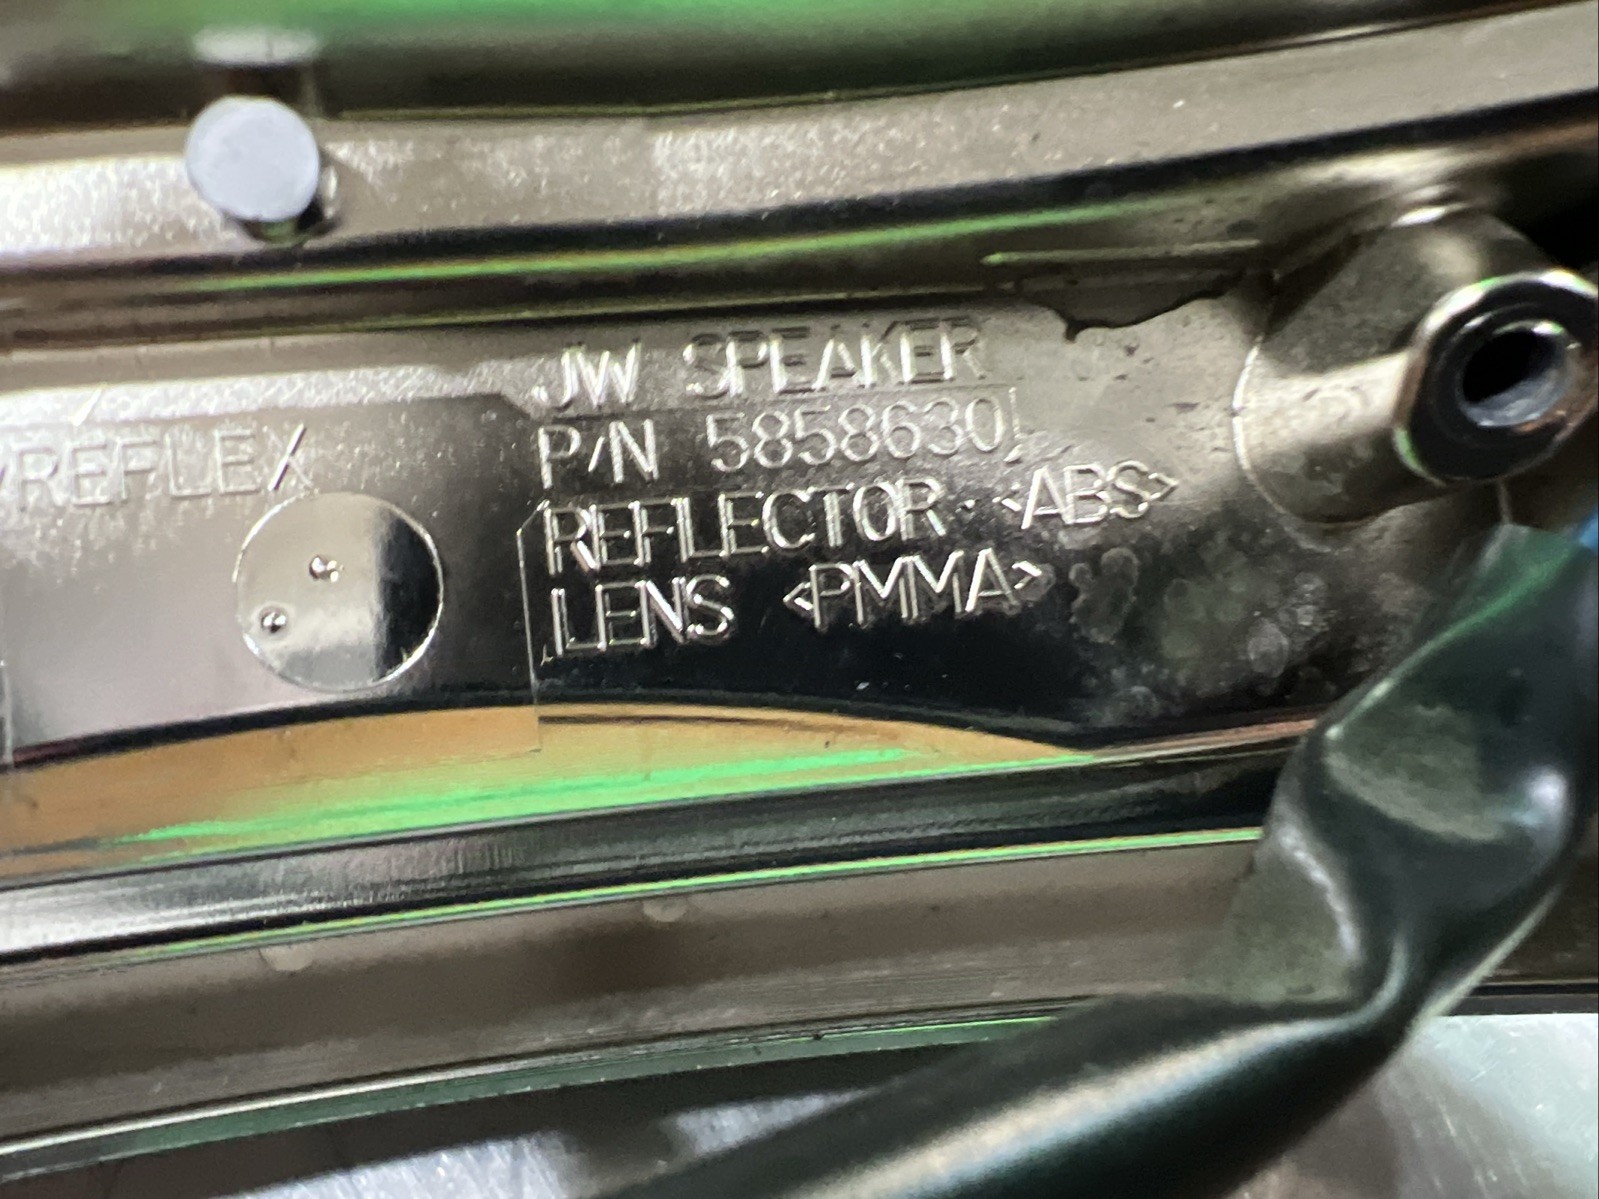 REFLEX
JW SPEAKER
P/N 5858630
REFLECTOR <ABS>
LENS <PMMA>